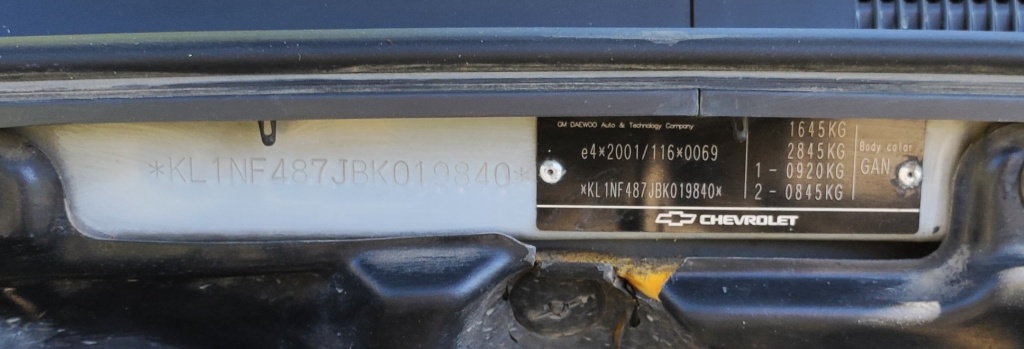 *KL1NF487JBK019840*
GM DAEWOO Auto & Technology Company
e4*2001/116*0069
*KL1NF487JBK019840*
1645KG
2845KG
1 - 0920KG
2 - 0845KG
Body color
GAN
CHEVROLET